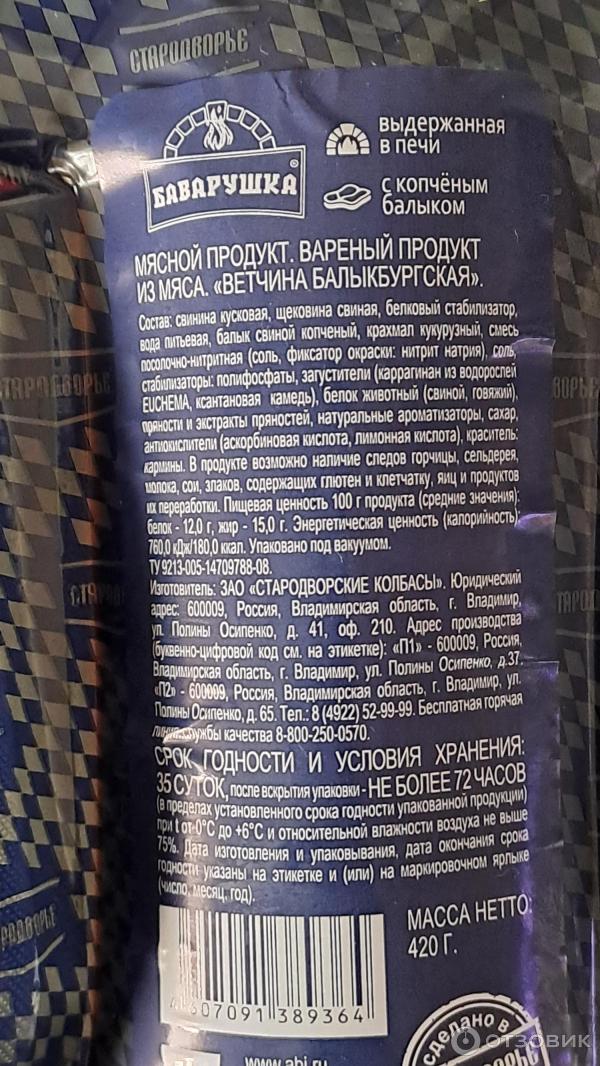 СТАРОДВОРЬЕ
БАВАРУШКА®
выдержанная
в печи
с копчёным
балыком
МЯСНОЙ ПРОДУКТ. ВАРЕНЫЙ ПРОДУКТ
ИЗ МЯСА. «ВЕТЧИНА БАЛЫКБУРГСКАЯ».
Состав: свинина кусковая, щековина свиная, белковый стабилизатор,
вода питьевая, балык свиной копченый, крахмал кукурузный, смесь
посолочно-нитритная (соль, фиксатор окраски: нитрит натрия), соль,
стабилизаторы: полифосфаты, загустители (каррагинан из водорослей
EUCHEMA, ксантановая камедь), белок животный (свиной, говяжий),
пряности и экстракты пряностей, натуральные ароматизаторы, сахар,
антиокислители (аскорбиновая кислота, лимонная кислота), краситель:
кармины. В продукте возможно наличие следов горчицы, сельдерея,
молока, сои, злаков, содержащих глютен и клетчатку, яиц и продуктов
их переработки. Пищевая ценность 100 г продукта (средние значения):
белок - 12,0 г, жир - 15,0 г. Энергетическая ценность (калорийность):
760,0 кДж/180,0 ккал. Упаковано под вакуумом.
ТУ 9213-005-14709788-08.
Изготовитель: ЗАО «СТАРОДВОРСКИЕ КОЛБАСЫ». Юридический
адрес: 600009, Россия, Владимирская область, г. Владимир,
ул. Полины Осипенко, д. 41, оф. 210. Адрес производства
(буквенно-цифровой код см. на этикетке): «П1» - 600009, Россия,
Владимирская область, г. Владимир, ул. Полины Осипенко, д.37,
«П2» - 600009, Россия, Владимирская область, г. Владимир, ул.
Полины Осипенко, д. 65. Тел.: 8 (4922) 52-99-99. Бесплатная горячая
линия службы качества 8-800-250-0570.
СРОК ГОДНОСТИ И УСЛОВИЯ ХРАНЕНИЯ:
35 СУТОК, после вскрытия упаковки - НЕ БОЛЕЕ 72 ЧАСОВ
(в пределах установленного срока годности упакованной продукции)
при t от 0°С до +6°С и относительной влажности воздуха не выше
75%. Дата изготовления и упаковывания, дата окончания срока
годности указаны на этикетке и (или) на маркировочном ярлыке
(число, месяц, год).
МАССА НЕТТО:
420 Г.
4 607091 389364
www.abi.ru
сделано в
СТАРОДВОРЬЕ
СТАРОДВОРЬЕ
ОТЗОВИК